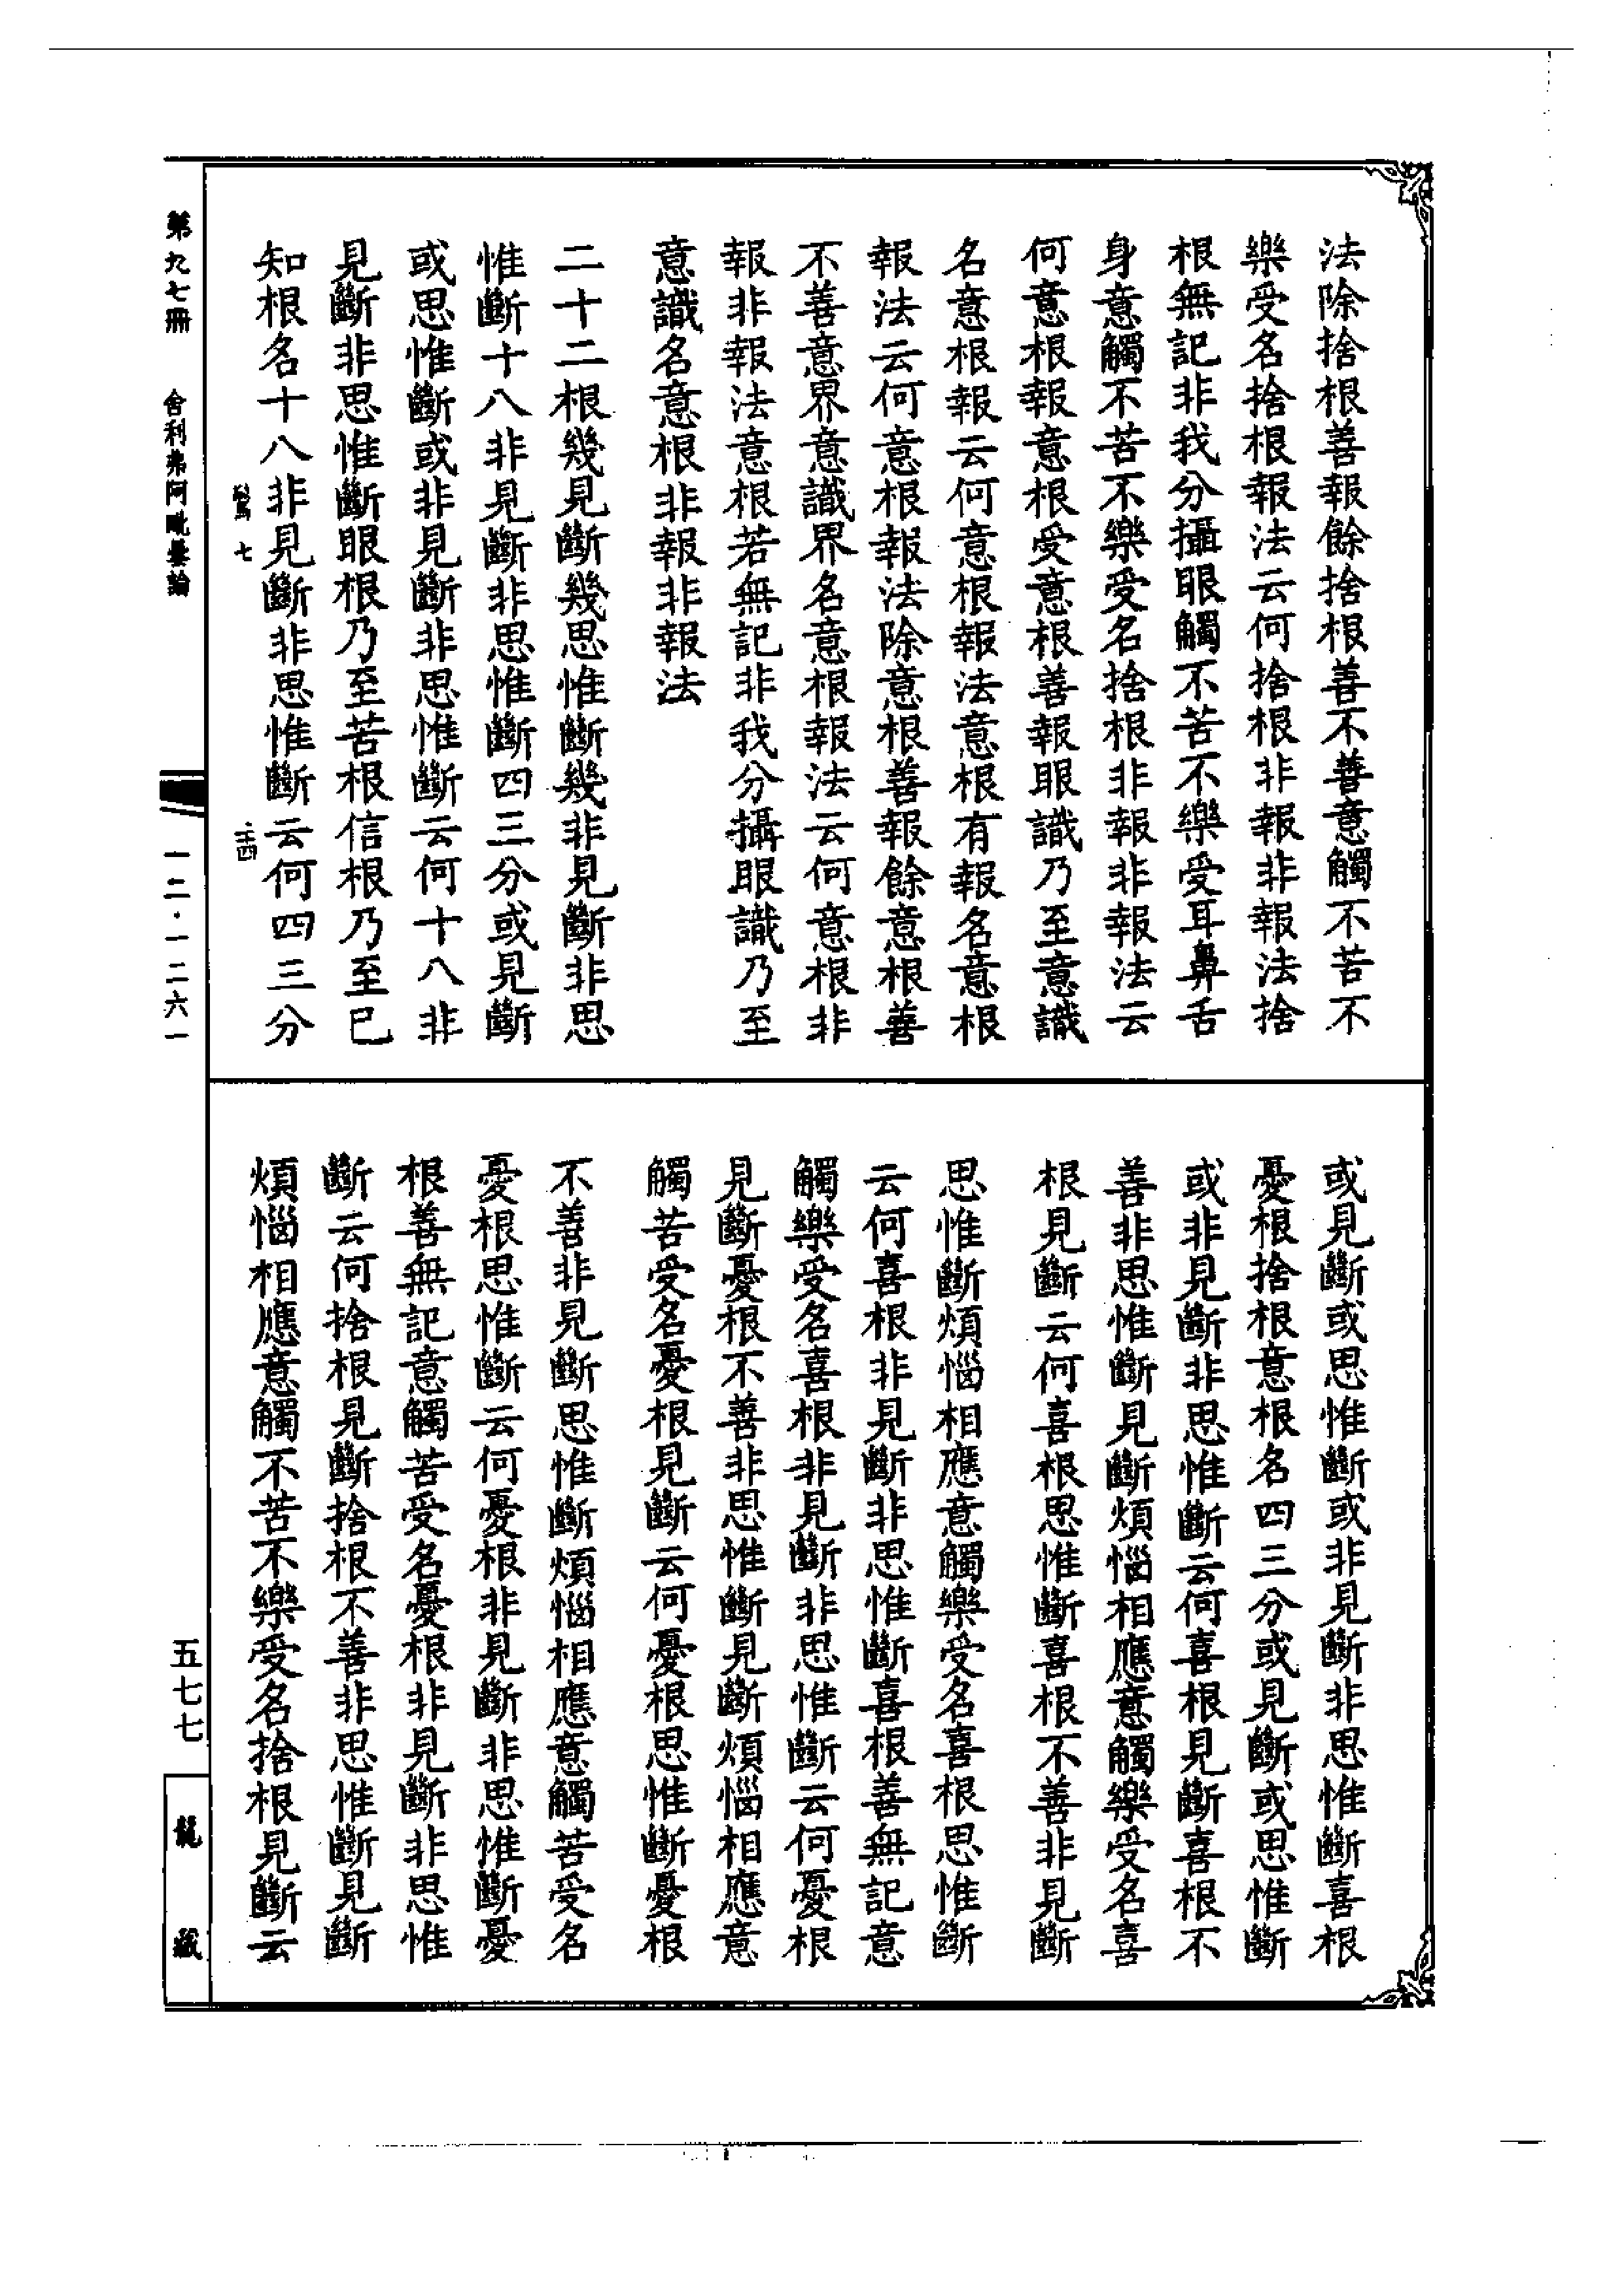 法除捨根善報餘捨根善不善意觸不苦不
樂受名捨根報法云何捨根非報非報法捨
根無記非我分攝眼觸不苦不樂受耳鼻舌
身意觸不苦不樂受名捨根非報非報法云
何意根報意根受意根善報眼識乃至意識
名意根報云何意根報法意根有報名意根
報法云何意根報法除意根善報餘意根善
不善意界意識界名意根報法云何意根非
報非報法意根若無記非我分攝眼識乃至
意識名意根非報非報法
二十二根幾見斷幾思惟斷幾非見斷非思
惟斷十八非見斷非思惟斷四三分或見斷
或思惟斷或非見斷非思惟斷云何十八非
見斷非思惟斷眼根乃至苦根信根乃至已
知根名十八非見斷非思惟斷云何四三分
或見斷或思惟斷或非見斷非思惟斷喜根
憂根捨根意根名四三分或見斷或思惟斷
或非見斷非思惟斷云何喜根見斷喜根不
善非思惟斷見斷煩惱相應意觸樂受名喜
根見斷云何喜根思惟斷喜根不善非見斷
思惟斷煩惱相應意觸樂受名喜根思惟斷
云何喜根非見斷非思惟斷喜根善無記意
觸樂受名喜根非見斷非思惟斷云何憂根
見斷憂根不善非思惟斷見斷煩惱相應意
觸苦受名憂根見斷云何憂根思惟斷憂根
不善非見斷思惟斷煩惱相應意觸苦受名
憂根思惟斷云何憂根非見斷非思惟斷憂
根善無記意觸苦受名憂根非見斷非思惟
斷云何捨根見斷捨根不善非思惟斷見斷
煩惱相應意觸不苦不樂受名捨根見斷云
七
二十四
第九七冊
舍利弗阿毗曇論
一二·一二六一
五七七
龍藏